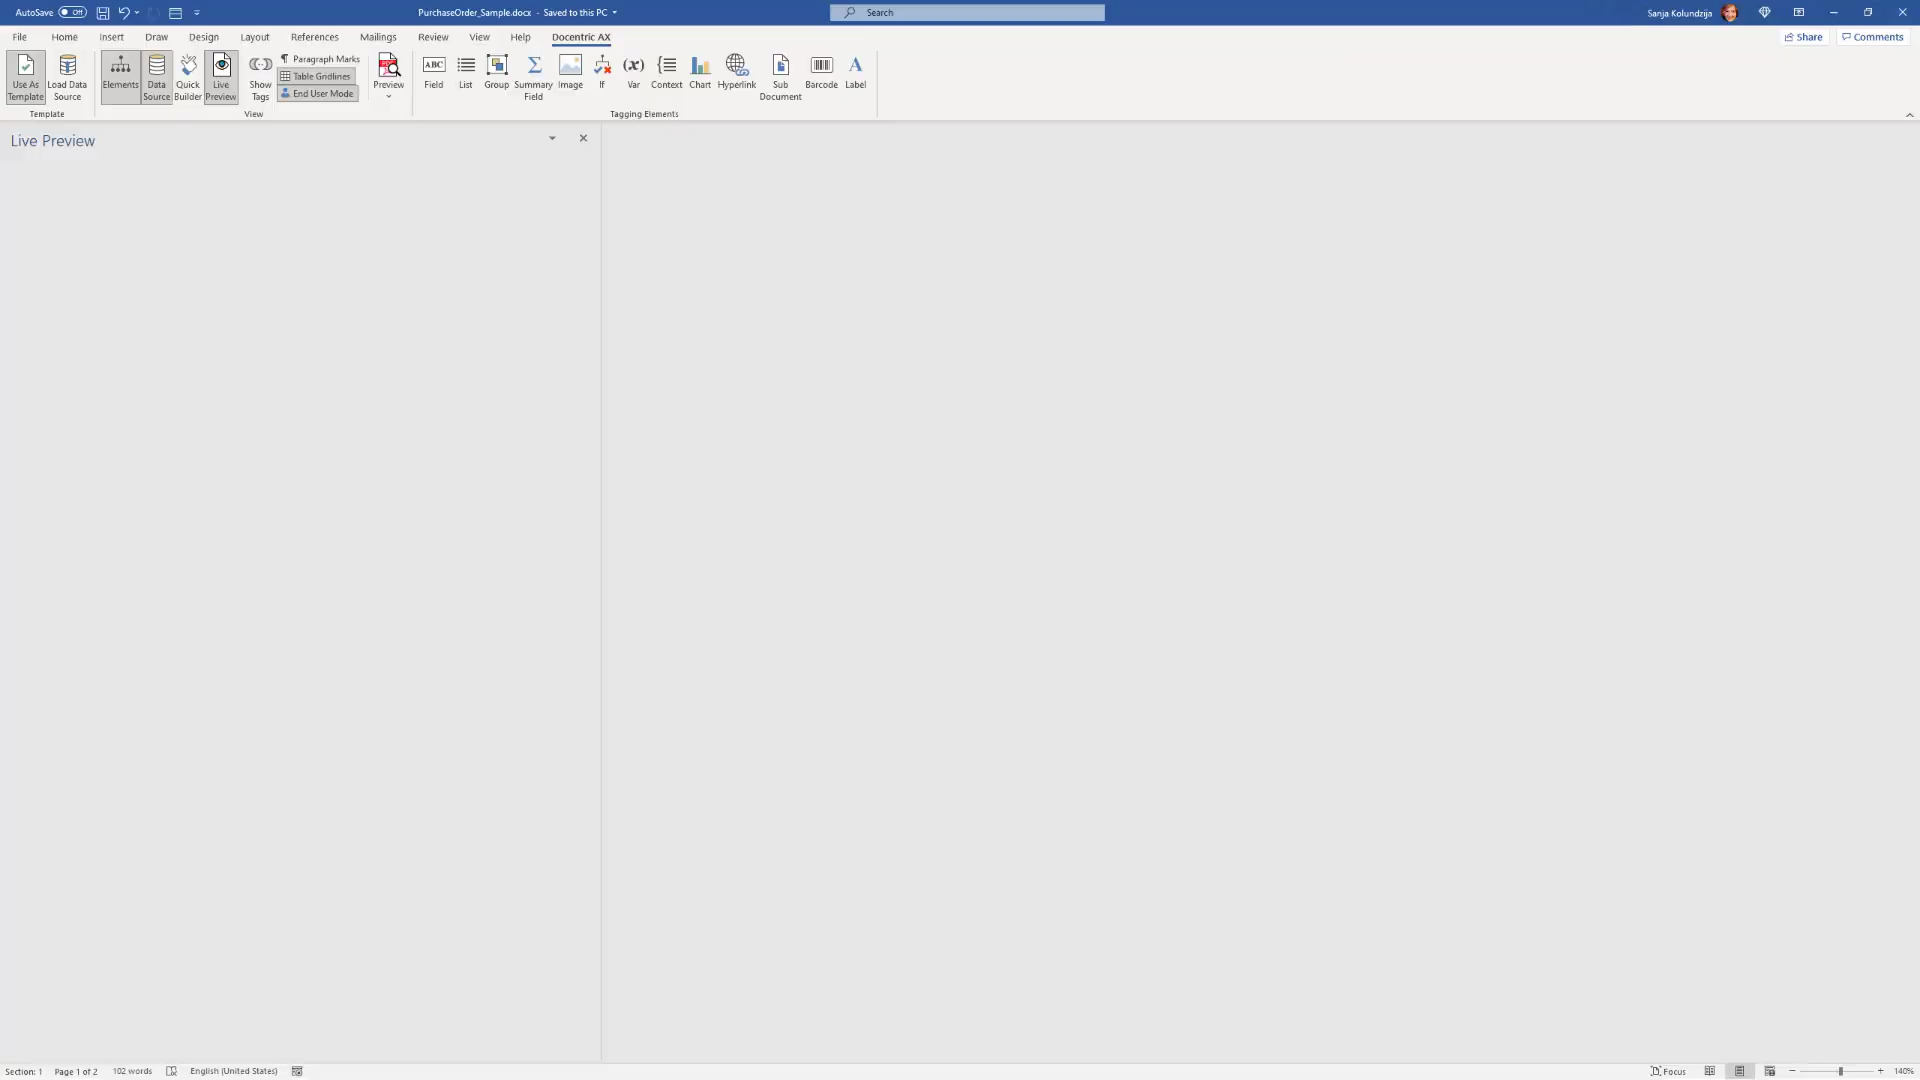 AutoSave Off PurchaseOrder_Sample.docx - Saved to this PC Search Sanja Kolundzija
File Home Insert Draw Design Layout References Mailings Review View Help Docentric AX Share Comments
Use As Template
Load Data Source
Elements
Data Source
Quick Builder
Live Preview
Show Tags
Paragraph Marks
Table Gridlines
End User Mode
Preview
ABC
Field
List
Group
Summary Field
Image
If
(x)
Var
Context
Chart
Hyperlink
Sub Document
Barcode
A
Label
Template View Tagging Elements
Live Preview
Section: 1 Page 1 of 2 102 words English (United States) Focus 140%